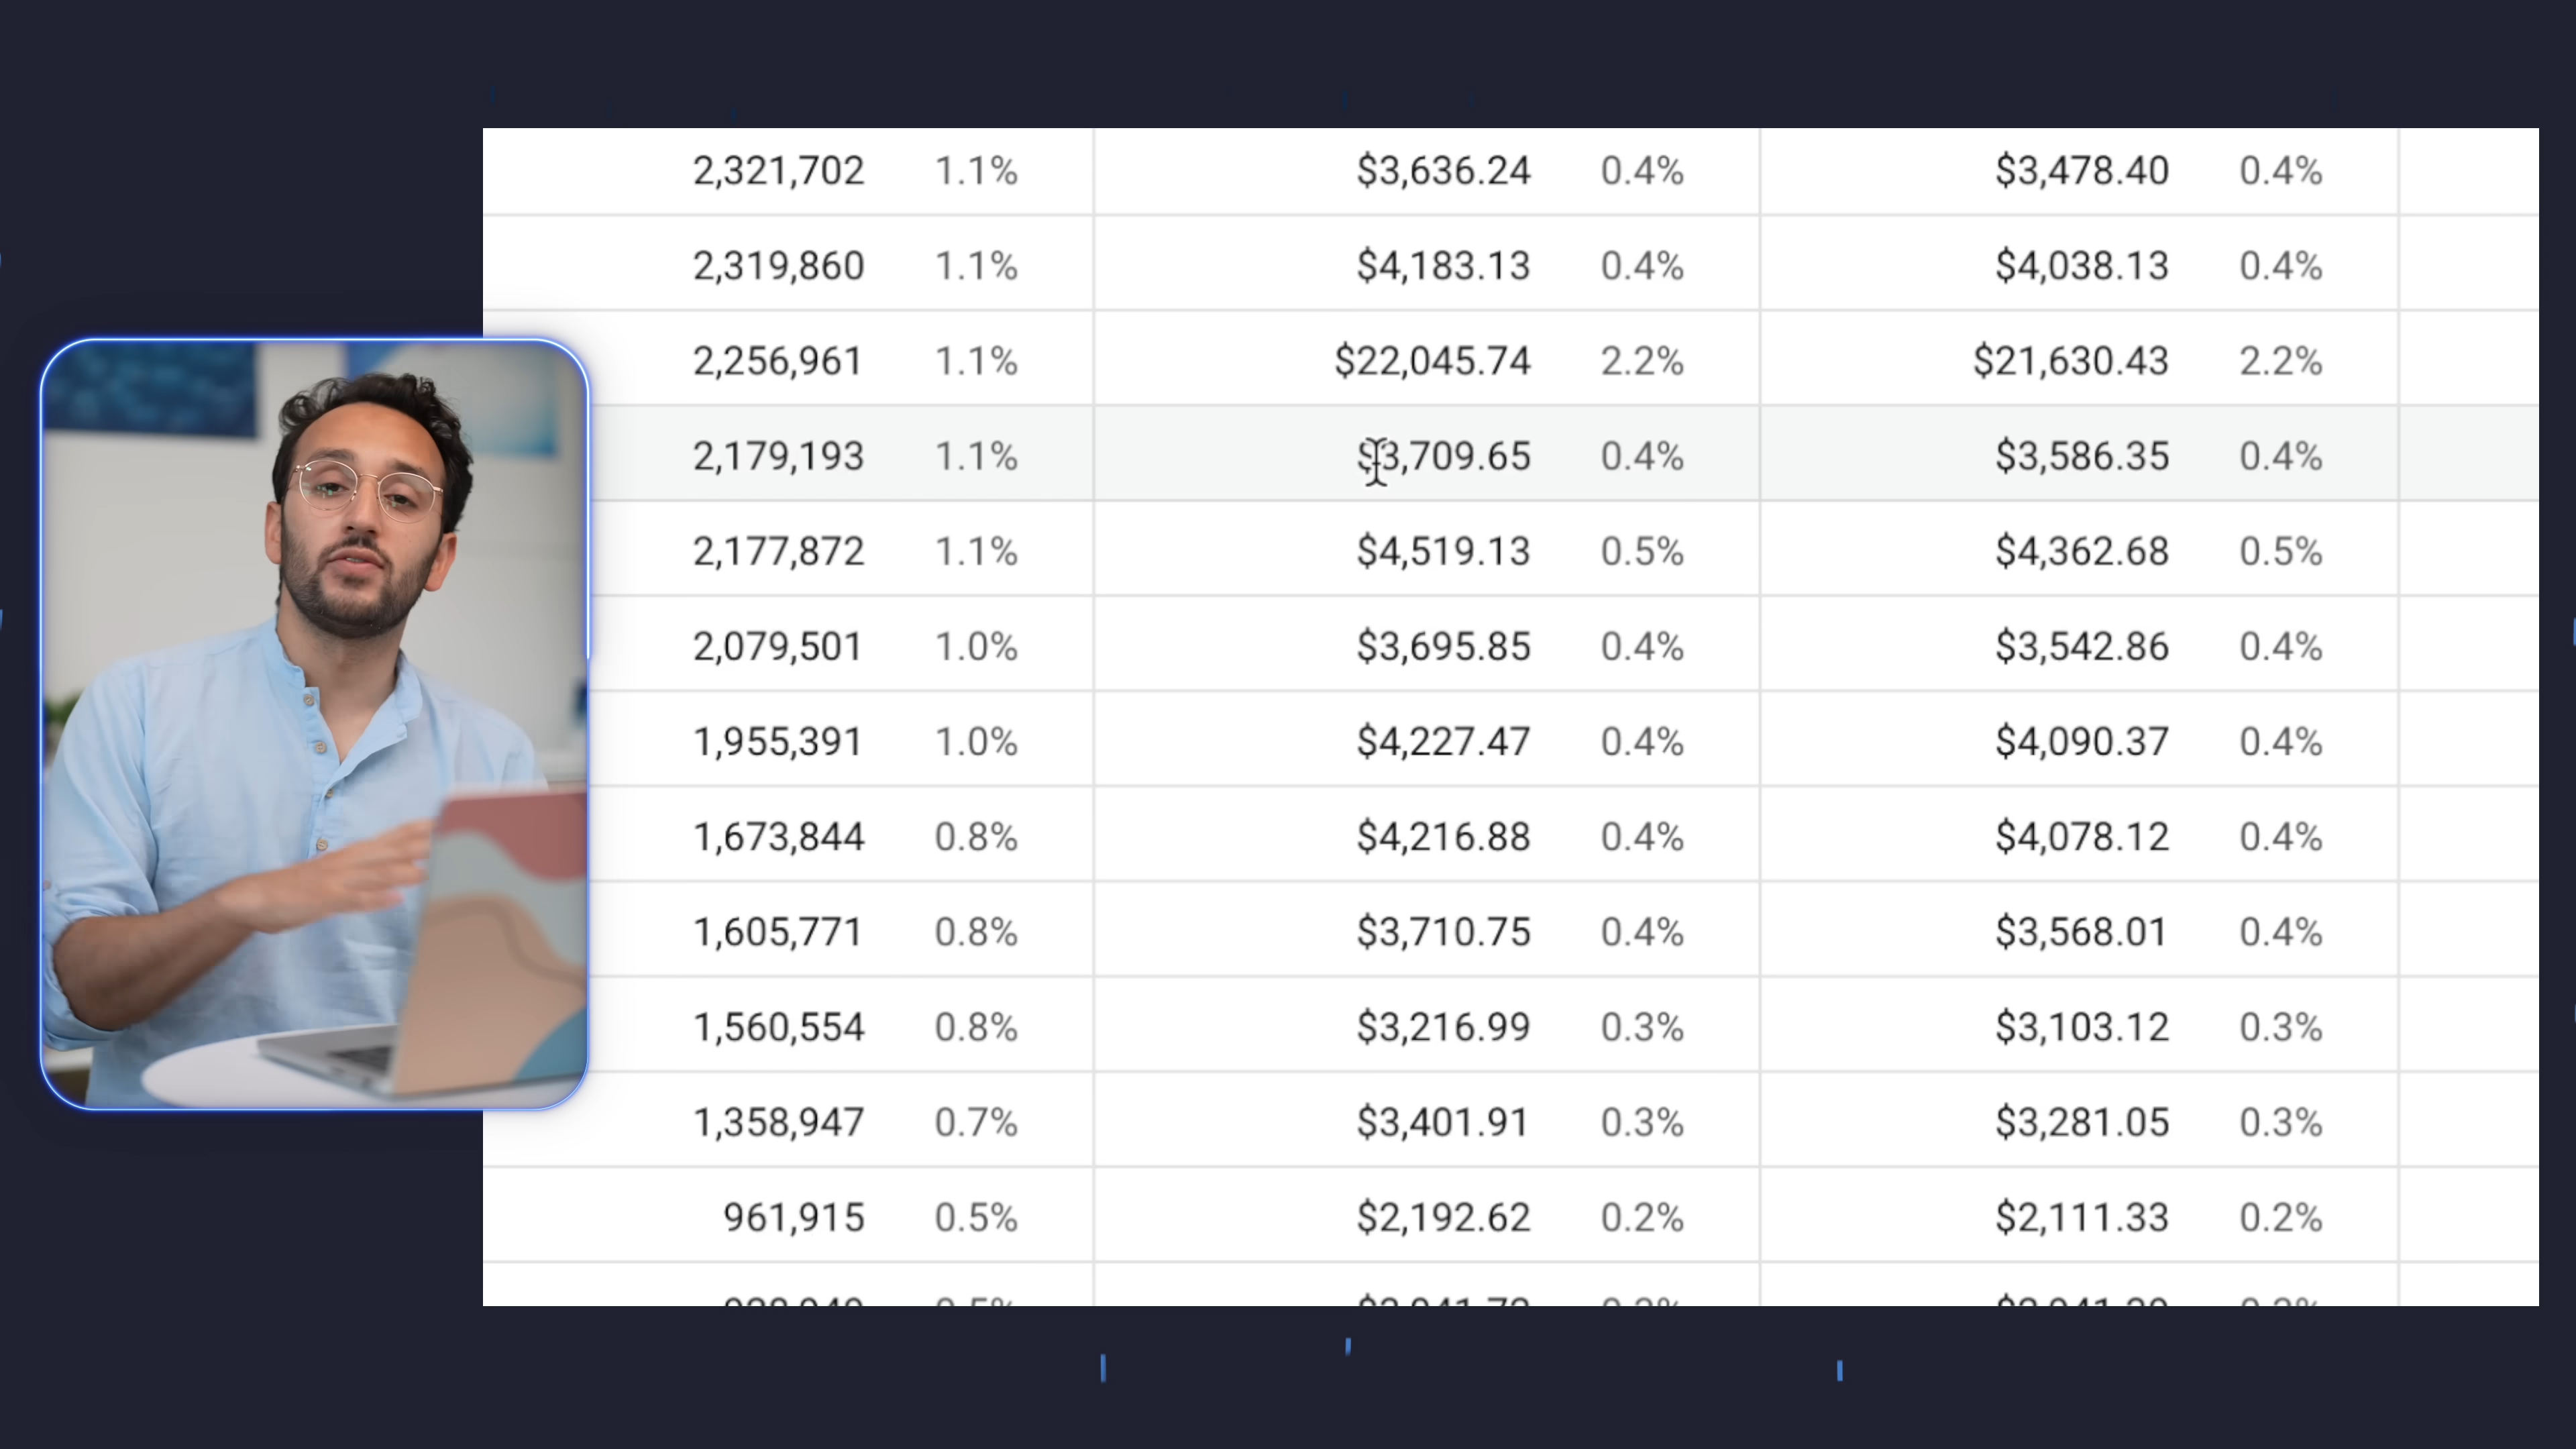 2,321,702 1.1% $3,636.24 0.4% $3,478.40 0.4%
2,319,860 1.1% $4,183.13 0.4% $4,038.13 0.4%
2,256,961 1.1% $22,045.74 2.2% $21,630.43 2.2%
2,179,193 1.1% $3,709.65 0.4% $3,586.35 0.4%
2,177,872 1.1% $4,519.13 0.5% $4,362.68 0.5%
2,079,501 1.0% $3,695.85 0.4% $3,542.86 0.4%
1,955,391 1.0% $4,227.47 0.4% $4,090.37 0.4%
1,673,844 0.8% $4,216.88 0.4% $4,078.12 0.4%
1,605,771 0.8% $3,710.75 0.4% $3,568.01 0.4%
1,560,554 0.8% $3,216.99 0.3% $3,103.12 0.3%
1,358,947 0.7% $3,401.91 0.3% $3,281.05 0.3%
961,915 0.5% $2,192.62 0.2% $2,111.33 0.2%